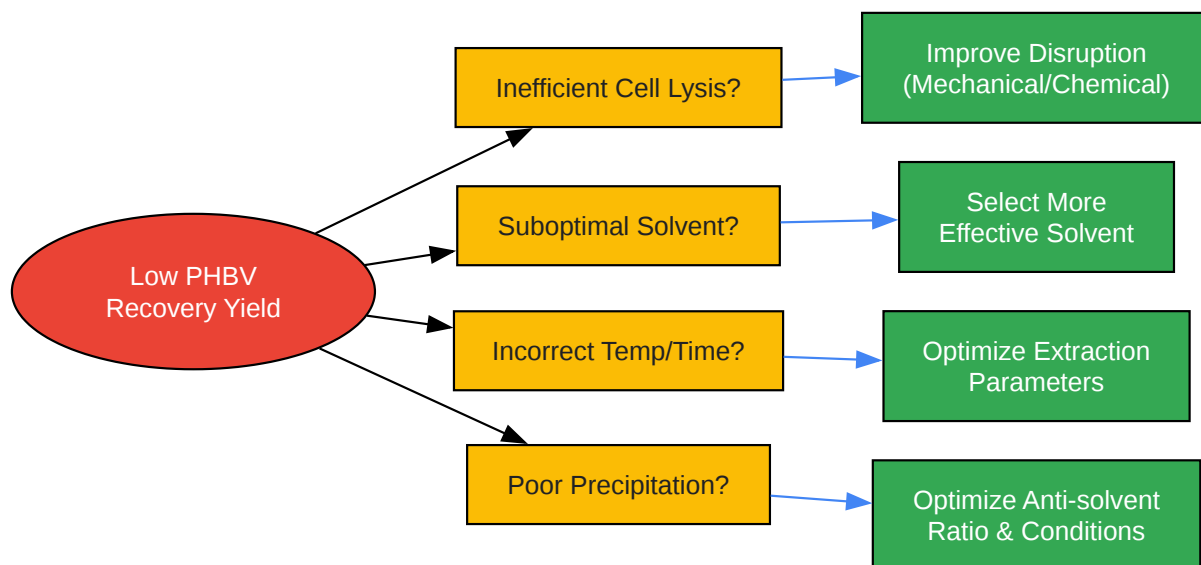 Low PHBV
Recovery Yield
Inefficient Cell Lysis?
Improve Disruption
(Mechanical/Chemical)
Suboptimal Solvent?
Select More
Effective Solvent
Incorrect Temp/Time?
Optimize Extraction
Parameters
Poor Precipitation?
Optimize Anti-solvent
Ratio & Conditions